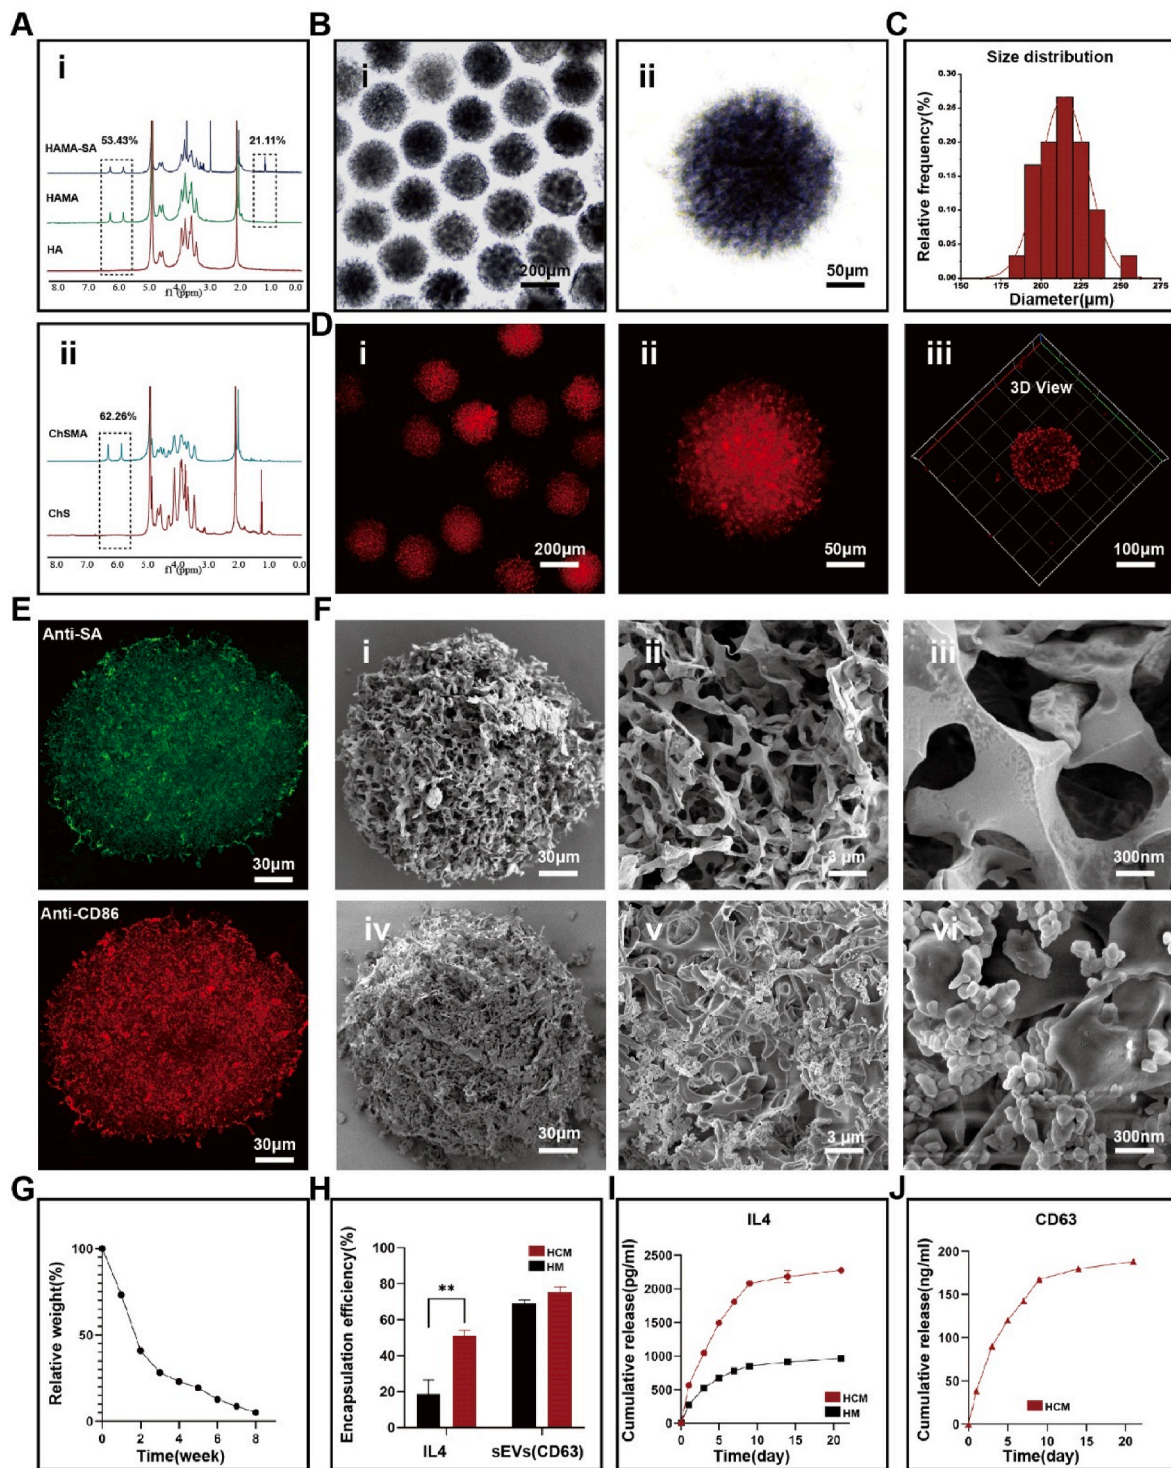 A
i
53.43%
21.11%
HAMA-SA
HAMA
HA
8.0 6.0 5.0 4.0 2.0 1.0 0.0
f1 (ppm)
ii
62.26%
ChSMA
ChS
8.0 6.0 5.0 4.0 2.0 1.0 0.0
f1 (ppm)
B
i
200μm
ii
50μm
C
Size distribution
Relative frequency(%)
0.30
0.25
0.20
0.15
0.10
0.05
0.00
150 175 200 225 250 275
Diameter(μm)
D
i
200μm
ii
50μm
iii
3D View
100μm
E
Anti-SA
30μm
Anti-CD86
30μm
F
i
30μm
ii
3 μm
iii
300nm
iv
30μm
v
3 μm
vi
300nm
G
Relative weight(%)
100
50
0
0 2 4 6 8
Time(week)
H
Encapsulation efficiency(%)
100
80
60
40
20
0
HCM
HM
**
IL4 sEVs(CD63)
I
IL4
Cumulative release(pg/ml)
2500
2000
1500
1000
500
0
HCM
HM
0 5 10 15 20
Time(day)
J
CD63
Cumulative release(ng/ml)
200
150
100
50
0
HCM
0 5 10 15 20
Time(day)